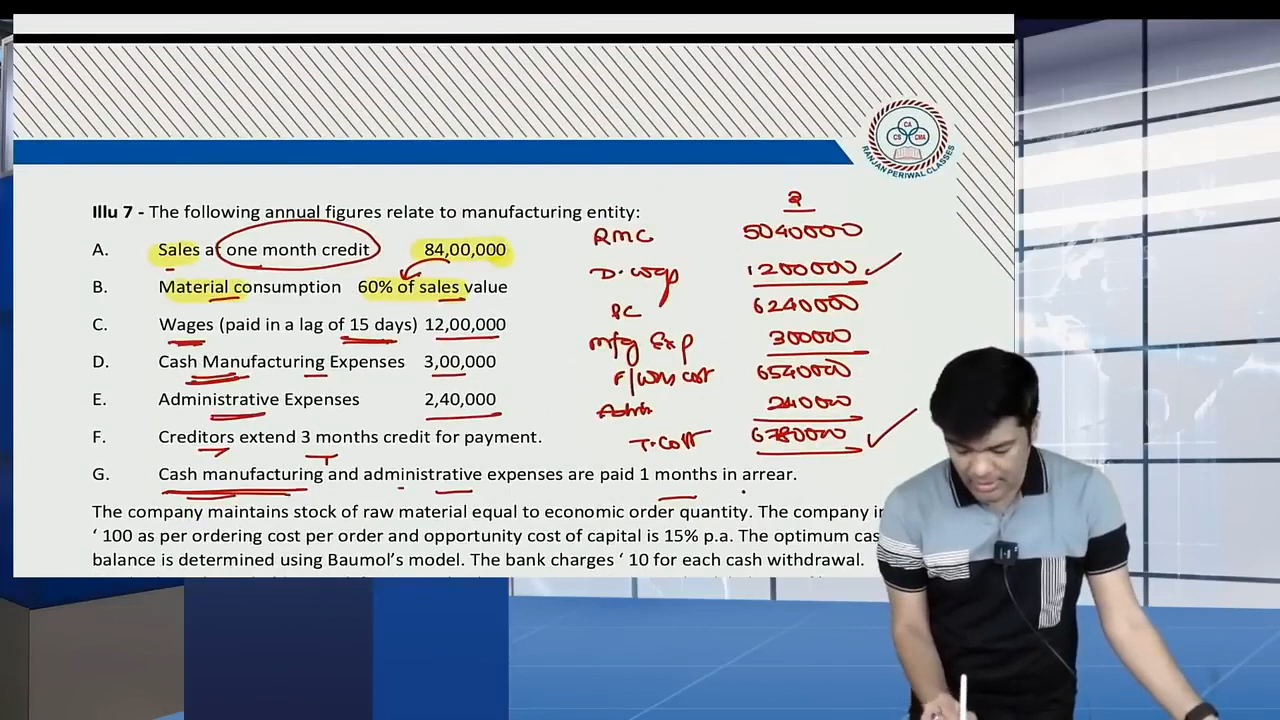 CA
CS
CMA
RANJAN PERIWAL CLASSES
Illu 7 - The following annual figures relate to manufacturing entity:
A. Sales at one month credit 84,00,000
B. Material consumption 60% of sales value
C. Wages (paid in a lag of 15 days) 12,00,000
D. Cash Manufacturing Expenses 3,00,000
E. Administrative Expenses 2,40,000
F. Creditors extend 3 months credit for payment.
G. Cash manufacturing and administrative expenses are paid 1 months in arrear.
The company maintains stock of raw material equal to economic order quantity. The company
‘ 100 as per ordering cost per order and opportunity cost of capital is 15% p.a. The optimum
balance is determined using Baumol’s model. The bank charges ‘ 10 for each cash withdrawal.
RMC 5040000
D. wgs 1200000
PC 6240000
Mfg Exp 300000
F/Wks cost 6540000
Adm 240000
T. Cost 6780000